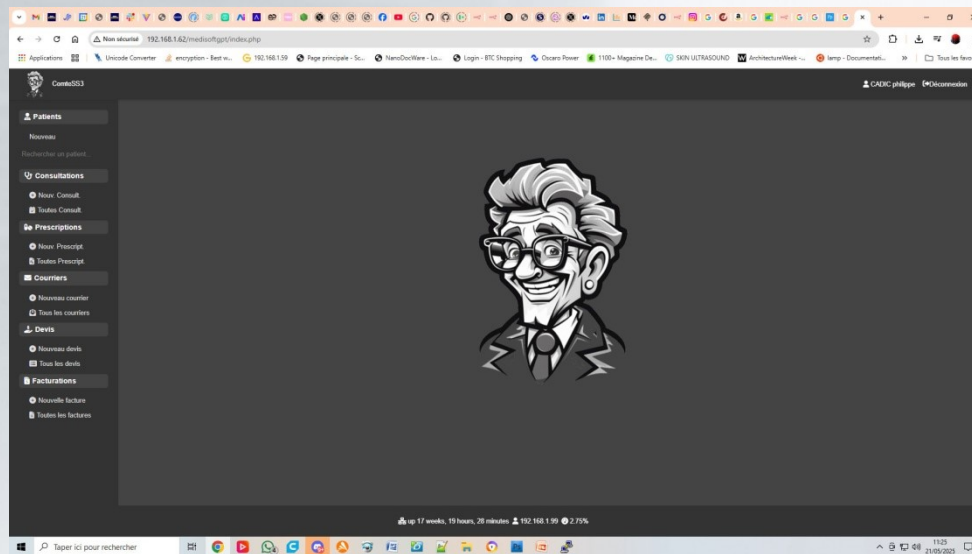 Non sécurisé 192.168.1.62/medisoftgpt/index.php
Applications
Unicode Converter
encryption - Best w...
192.168.1.59
Page principale - Sc...
NanoDocWare - Lo...
Login - BTC Shopping
Oscaro Power
1100+ Magazine De...
SKIN ULTRASOUND
ArchitectureWeek -...
lamp - Documentati...
Tous les favo
ComteSS3
CADIC philippe
Déconnexion
Patients
Nouveau
Rechercher un patient...
Consultations
Nouv. Consult.
Toutes Consult.
Prescriptions
Nouv. Prescript.
Toutes Prescript.
Courriers
Nouveau courrier
Tous les courriers
Devis
Nouveau devis
Tous les devis
Facturations
Nouvelle facture
Toutes les factures
up 17 weeks, 19 hours, 28 minutes 192.168.1.99 2.75%
Taper ici pour rechercher
11:25
21/05/2025